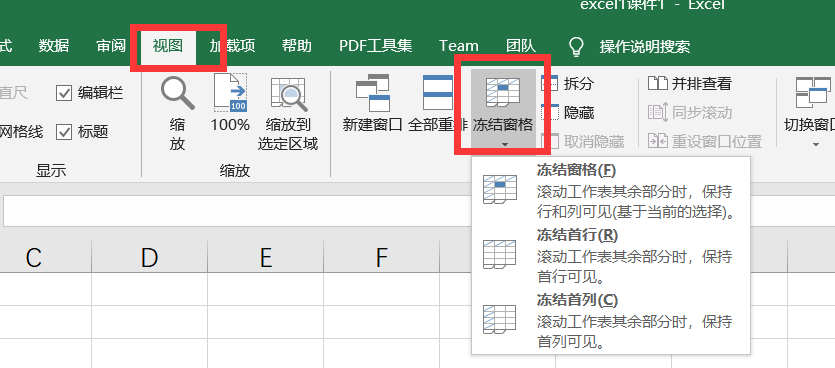 excel1课件1 - Excel
式 数据 审阅 视图 加载项 帮助 PDF工具集 Team 团队 操作说明搜索
直尺 编辑栏
网格线 标题
显示
缩放
100%
100
缩放到
选定区域
缩放
新建窗口 全部重排 冻结窗格
拆分
隐藏
取消隐藏
并排查看
同步滚动
重设窗口位置
切换窗口
冻结窗格(F)
滚动工作表其余部分时，保持
行和列可见(基于当前的选择)。
冻结首行(R)
滚动工作表其余部分时，保持
首行可见。
冻结首列(C)
滚动工作表其余部分时，保持
首列可见。
C D E F